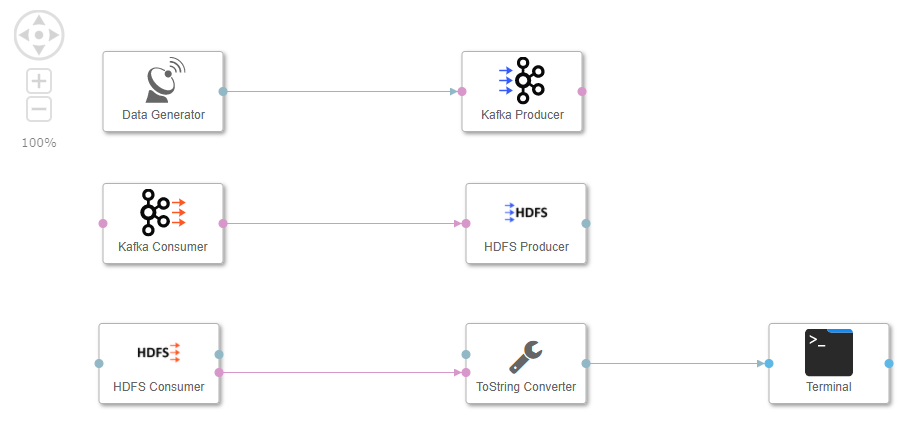 Data Generator
Kafka Producer
100%
Kafka Consumer
HDFS
HDFS Producer
HDFS
HDFS Consumer
ToString Converter
>_
Terminal